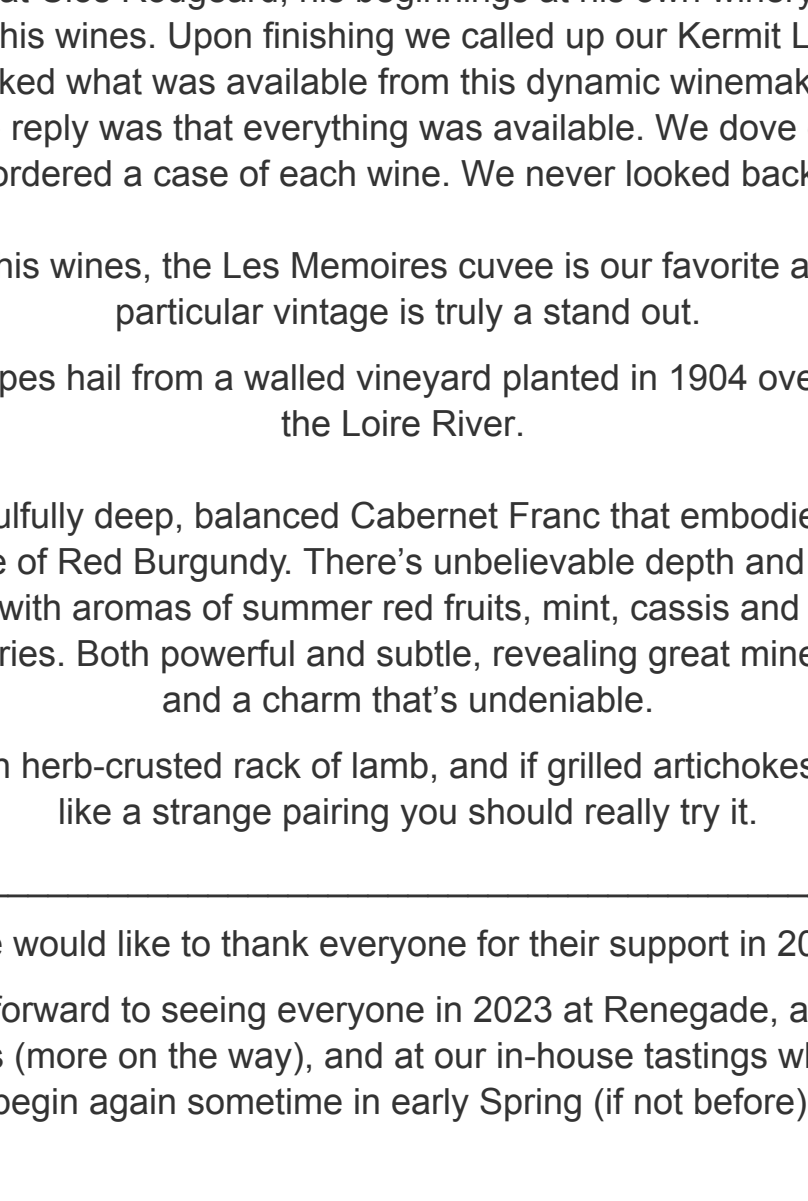 his beginnings at his own winery
his wines. Upon finishing we called up our Kermit L
ked what was available from this dynamic winemak
reply was that everything was available. We dove
ordered a case of each wine. We never looked back
his wines, the Les Memoires cuvee is our favorite a
particular vintage is truly a stand out.
pes hail from a walled vineyard planted in 1904 ove
the Loire River.
ulfully deep, balanced Cabernet Franc that embodie
e of Red Burgundy. There's unbelievable depth and
with aromas of summer red fruits, mint, cassis and
ries. Both powerful and subtle, revealing great mine
and a charm that's undeniable.
n herb-crusted rack of lamb, and if grilled artichokes
like a strange pairing you should really try it.
e would like to thank everyone for their support in 20
forward to seeing everyone in 2023 at Renegade, a
s (more on the way), and at our in-house tastings wh
begin again sometime in early Spring (if not before)